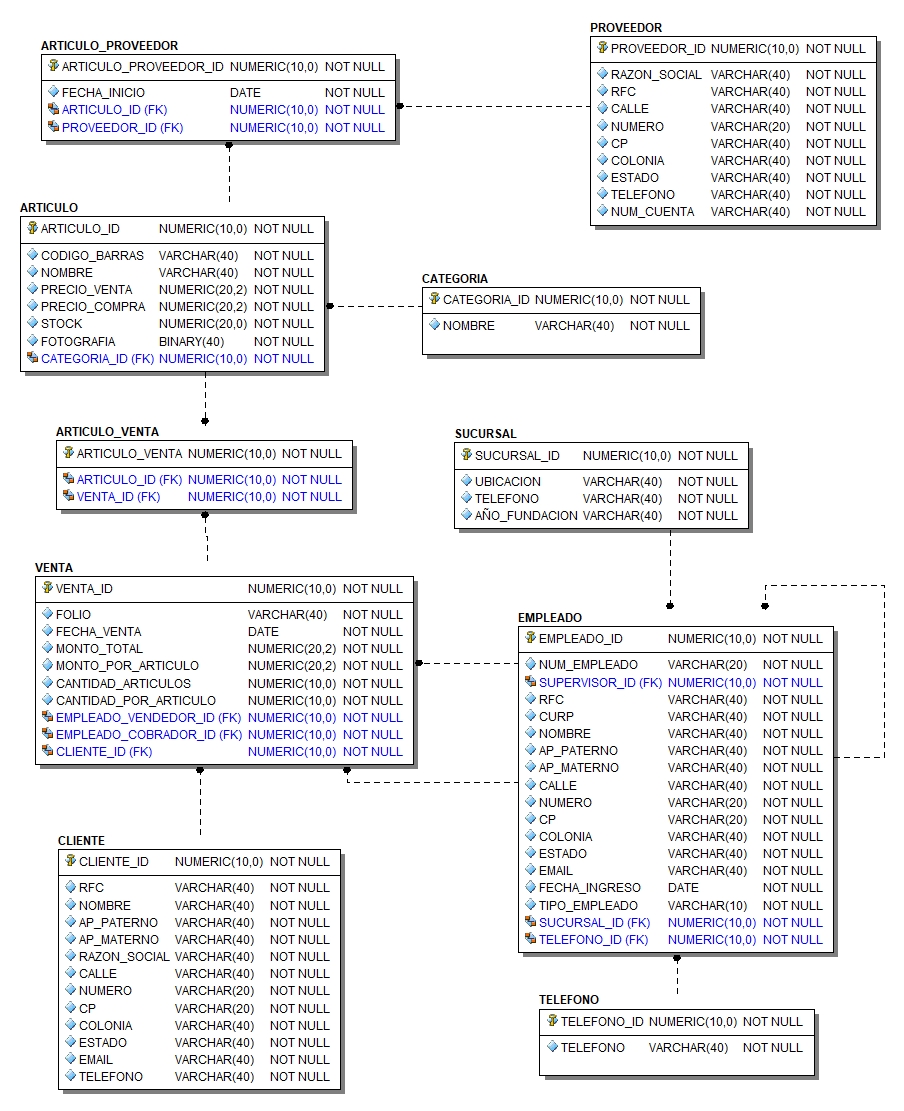 ARTICULO_PROVEEDOR
ARTICULO_PROVEEDOR_ID NUMERIC(10,0) NOT NULL
FECHA_INICIO DATE NOT NULL
ARTICULO_ID (FK) NUMERIC(10,0) NOT NULL
PROVEEDOR_ID (FK) NUMERIC(10,0) NOT NULL
PROVEEDOR
PROVEEDOR_ID NUMERIC(10,0) NOT NULL
RAZON_SOCIAL VARCHAR(40) NOT NULL
RFC VARCHAR(40) NOT NULL
CALLE VARCHAR(40) NOT NULL
NUMERO VARCHAR(20) NOT NULL
CP VARCHAR(40) NOT NULL
COLONIA VARCHAR(40) NOT NULL
ESTADO VARCHAR(40) NOT NULL
TELEFONO VARCHAR(40) NOT NULL
NUM_CUENTA VARCHAR(40) NOT NULL
ARTICULO
ARTICULO_ID NUMERIC(10,0) NOT NULL
CODIGO_BARRAS VARCHAR(40) NOT NULL
NOMBRE VARCHAR(40) NOT NULL
PRECIO_VENTA NUMERIC(20,2) NOT NULL
PRECIO_COMPRA NUMERIC(20,2) NOT NULL
STOCK NUMERIC(20,0) NOT NULL
FOTOGRAFIA BINARY(40) NOT NULL
CATEGORIA_ID (FK) NUMERIC(10,0) NOT NULL
CATEGORIA
CATEGORIA_ID NUMERIC(10,0) NOT NULL
NOMBRE VARCHAR(40) NOT NULL
ARTICULO_VENTA
ARTICULO_VENTA NUMERIC(10,0) NOT NULL
ARTICULO_ID (FK) NUMERIC(10,0) NOT NULL
VENTA_ID (FK) NUMERIC(10,0) NOT NULL
SUCURSAL
SUCURSAL_ID NUMERIC(10,0) NOT NULL
UBICACION VARCHAR(40) NOT NULL
TELEFONO VARCHAR(40) NOT NULL
AÑO_FUNDACION VARCHAR(40) NOT NULL
VENTA
VENTA_ID NUMERIC(10,0) NOT NULL
FOLIO VARCHAR(40) NOT NULL
FECHA_VENTA DATE NOT NULL
MONTO_TOTAL NUMERIC(20,2) NOT NULL
MONTO_POR_ARTICULO NUMERIC(20,2) NOT NULL
CANTIDAD_ARTICULOS NUMERIC(10,0) NOT NULL
CANTIDAD_POR_ARTICULO NUMERIC(10,0) NOT NULL
EMPLEADO_VENDEDOR_ID (FK) NUMERIC(10,0) NOT NULL
EMPLEADO_COBRADOR_ID (FK) NUMERIC(10,0) NOT NULL
CLIENTE_ID (FK) NUMERIC(10,0) NOT NULL
EMPLEADO
EMPLEADO_ID NUMERIC(10,0) NOT NULL
NUM_EMPLEADO VARCHAR(20) NOT NULL
SUPERVISOR_ID (FK) NUMERIC(10,0) NOT NULL
RFC VARCHAR(40) NOT NULL
CURP VARCHAR(40) NOT NULL
NOMBRE VARCHAR(40) NOT NULL
AP_PATERNO VARCHAR(40) NOT NULL
AP_MATERNO VARCHAR(40) NOT NULL
CALLE VARCHAR(40) NOT NULL
NUMERO VARCHAR(20) NOT NULL
CP VARCHAR(20) NOT NULL
COLONIA VARCHAR(40) NOT NULL
ESTADO VARCHAR(40) NOT NULL
EMAIL VARCHAR(40) NOT NULL
FECHA_INGRESO DATE NOT NULL
TIPO_EMPLEADO VARCHAR(10) NOT NULL
SUCURSAL_ID (FK) NUMERIC(10,0) NOT NULL
TELEFONO_ID (FK) NUMERIC(10,0) NOT NULL
CLIENTE
CLIENTE_ID NUMERIC(10,0) NOT NULL
RFC VARCHAR(40) NOT NULL
NOMBRE VARCHAR(40) NOT NULL
AP_PATERNO VARCHAR(40) NOT NULL
AP_MATERNO VARCHAR(40) NOT NULL
RAZON_SOCIAL VARCHAR(40) NOT NULL
CALLE VARCHAR(40) NOT NULL
NUMERO VARCHAR(20) NOT NULL
CP VARCHAR(20) NOT NULL
COLONIA VARCHAR(40) NOT NULL
ESTADO VARCHAR(40) NOT NULL
EMAIL VARCHAR(40) NOT NULL
TELEFONO VARCHAR(40) NOT NULL
TELEFONO
TELEFONO_ID NUMERIC(10,0) NOT NULL
TELEFONO VARCHAR(40) NOT NULL